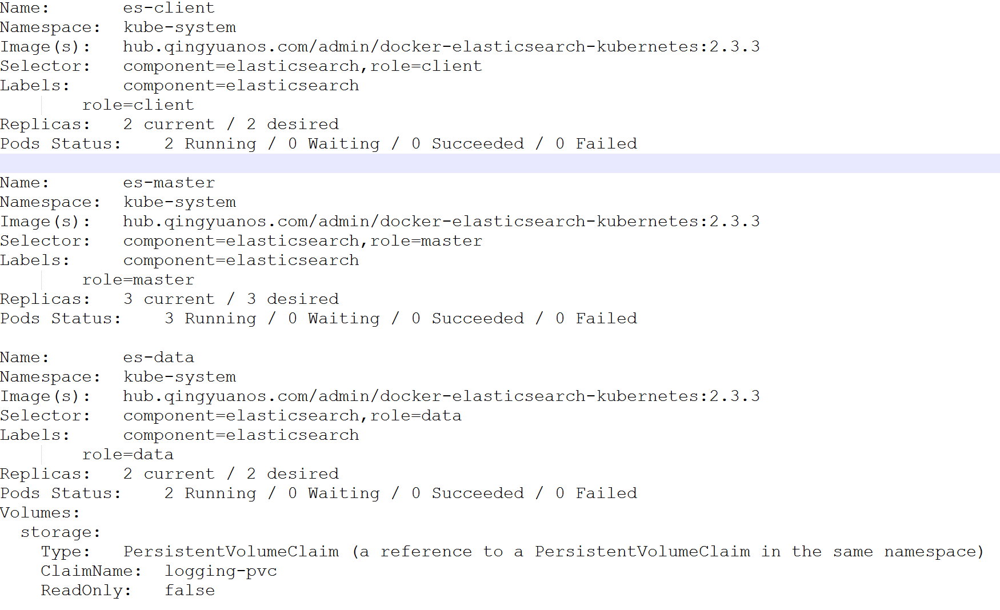 Name:       es-client
Namespace:  kube-system
Image(s):   hub.qingyuanos.com/admin/docker-elasticsearch-kubernetes:2.3.3
Selector:   component=elasticsearch,role=client
Labels:     component=elasticsearch
        role=client
Replicas:   2 current / 2 desired
Pods Status:    2 Running / 0 Waiting / 0 Succeeded / 0 Failed

Name:       es-master
Namespace:  kube-system
Image(s):   hub.qingyuanos.com/admin/docker-elasticsearch-kubernetes:2.3.3
Selector:   component=elasticsearch,role=master
Labels:     component=elasticsearch
        role=master
Replicas:   3 current / 3 desired
Pods Status:    3 Running / 0 Waiting / 0 Succeeded / 0 Failed

Name:       es-data
Namespace:  kube-system
Image(s):   hub.qingyuanos.com/admin/docker-elasticsearch-kubernetes:2.3.3
Selector:   component=elasticsearch,role=data
Labels:     component=elasticsearch
        role=data
Replicas:   2 current / 2 desired
Pods Status:    2 Running / 0 Waiting / 0 Succeeded / 0 Failed
Volumes:
  storage:
    Type:   PersistentVolumeClaim (a reference to a PersistentVolumeClaim in the same namespace)
    ClaimName:  logging-pvc
    ReadOnly:   false